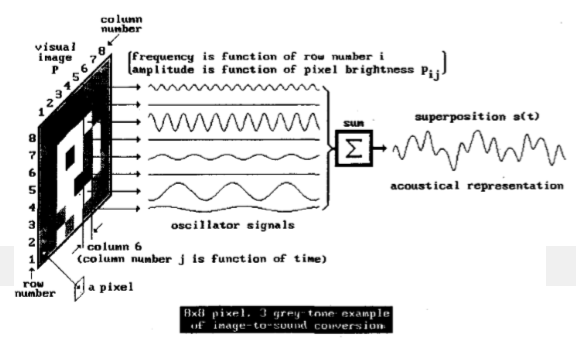 column
number
visual
image
P
1 2 3 4 5 6 7 8
frequency is function of row number i
amplitude is function of pixel brightness Pij
8
7
6
5
4
3
2
1
sum
Σ
superposition s(t)
acoustical representation
oscillator signals
column 6
(column number j is function of time)
row
number
a pixel
8x8 pixel, 3 grey-tone example
of image-to-sound conversion